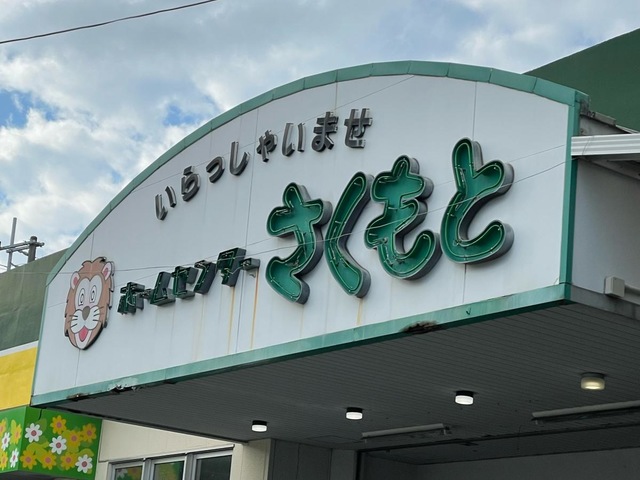 いらっしゃいませ
ホームセンター さくもと